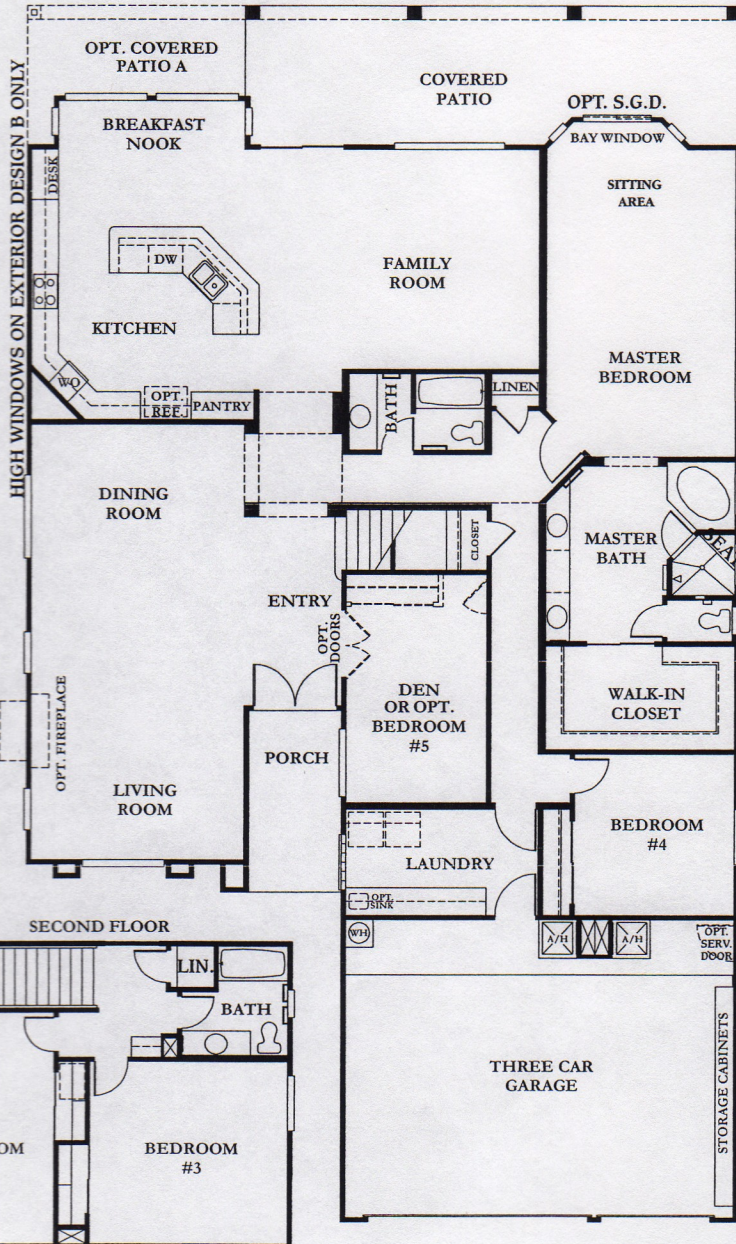 OPT. COVERED
PATIO A
COVERED
PATIO
OPT. S.G.D.
BAY WINDOW
HIGH WINDOWS ON EXTERIOR DESIGN B ONLY
BREAKFAST
NOOK
DESK
SITTING
AREA
DW
FAMILY
ROOM
KITCHEN
MASTER
BEDROOM
WO
OPT.
REF.
PANTRY
BATH
LINEN
DINING
ROOM
CLOSET
MASTER
BATH
SEAT
ENTRY
OPT.
DOORS
DEN
OR OPT.
BEDROOM
#5
WALK-IN
CLOSET
OPT. FIREPLACE
PORCH
LIVING
ROOM
BEDROOM
#4
LAUNDRY
OPT.
SINK
SECOND FLOOR
WH
A/H
A/H
OPT.
SERV.
DOOR
LIN.
BATH
THREE CAR
GARAGE
STORAGE CABINETS
OM
BEDROOM
#3